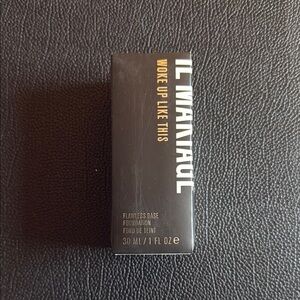 IL MAKIAGE
WOKE UP LIKE THIS
FLAWLESS BASE
FOUNDATION
FOND DE TEINT
30 ML / 1 FL OZ e